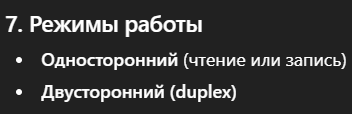 7. Режимы работы
• Односторонний (чтение или запись)
• Двусторонний (duplex)